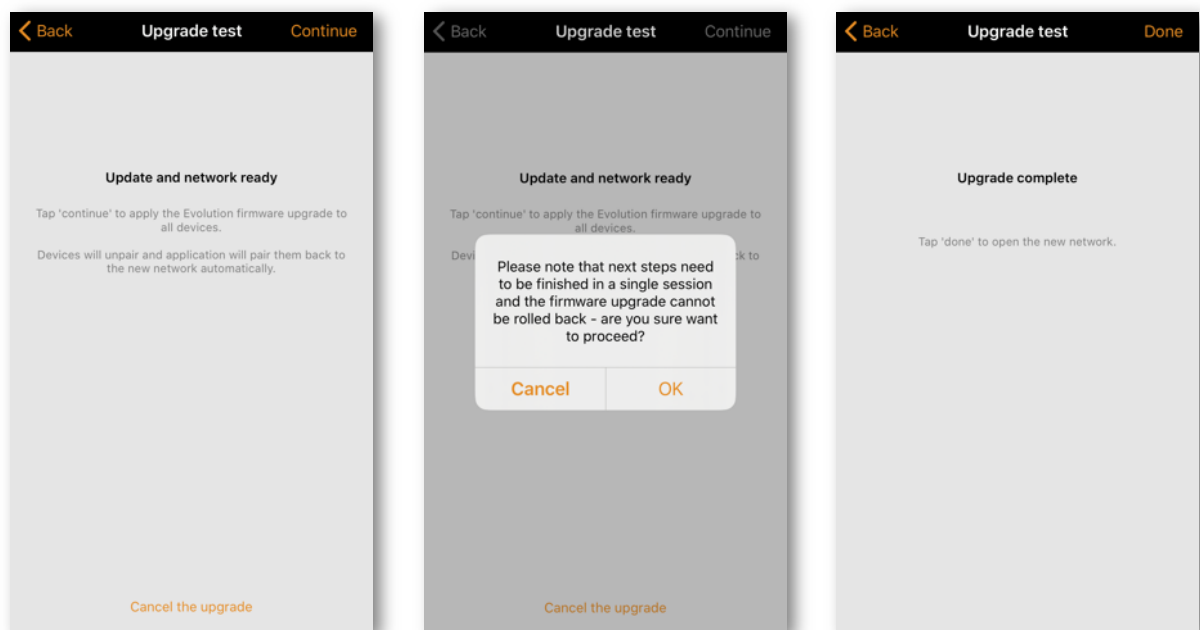 Back Upgrade test Continue
Update and network ready
Tap 'continue' to apply the Evolution firmware upgrade to
all devices.
Devices will unpair and application will pair them back to
the new network automatically.
Cancel the upgrade
Back Upgrade test Continue
Update and network ready
Tap 'continue' to apply the Evolution firmware upgrade to
all devices.
Devi ck to
Please note that next steps need
to be finished in a single session
and the firmware upgrade cannot
be rolled back - are you sure want
to proceed?
Cancel OK
Cancel the upgrade
Back Upgrade test Done
Upgrade complete
Tap 'done' to open the new network.